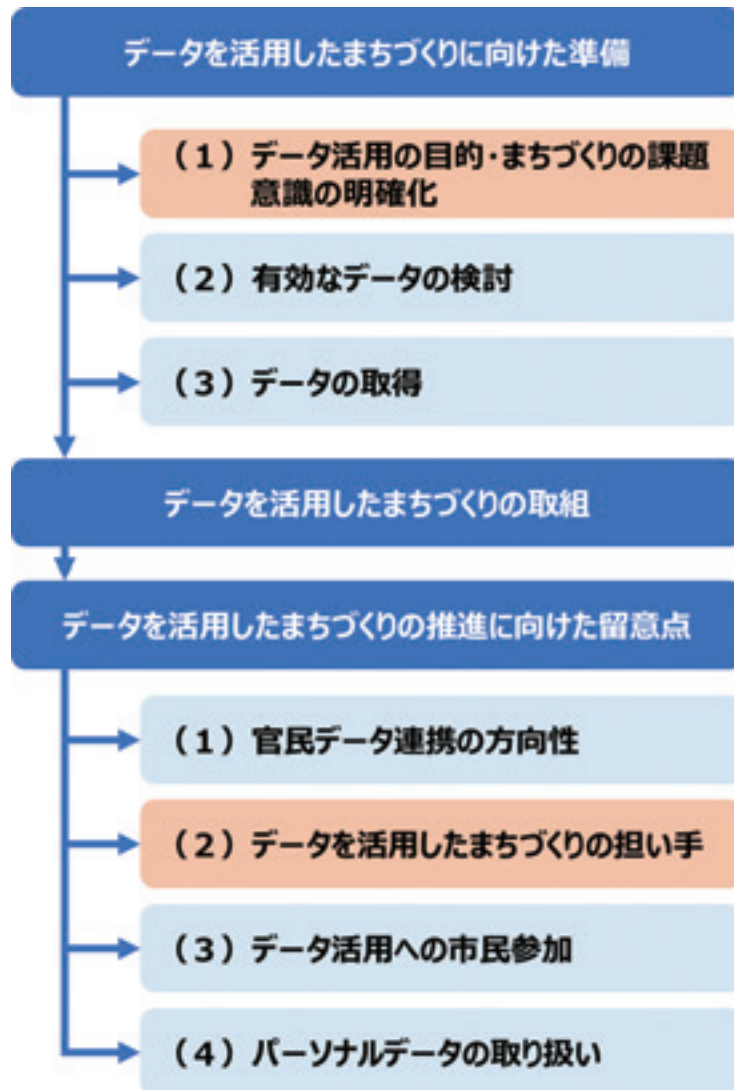 データを活用したまちづくりに向けた準備
（1）データ活用の目的・まちづくりの課題
意識の明確化
（2）有効なデータの検討
（3）データの取得
データを活用したまちづくりの取組
データを活用したまちづくりの推進に向けた留意点
（1）官民データ連携の方向性
（2）データを活用したまちづくりの担い手
（3）データ活用への市民参加
（4）パーソナルデータの取り扱い